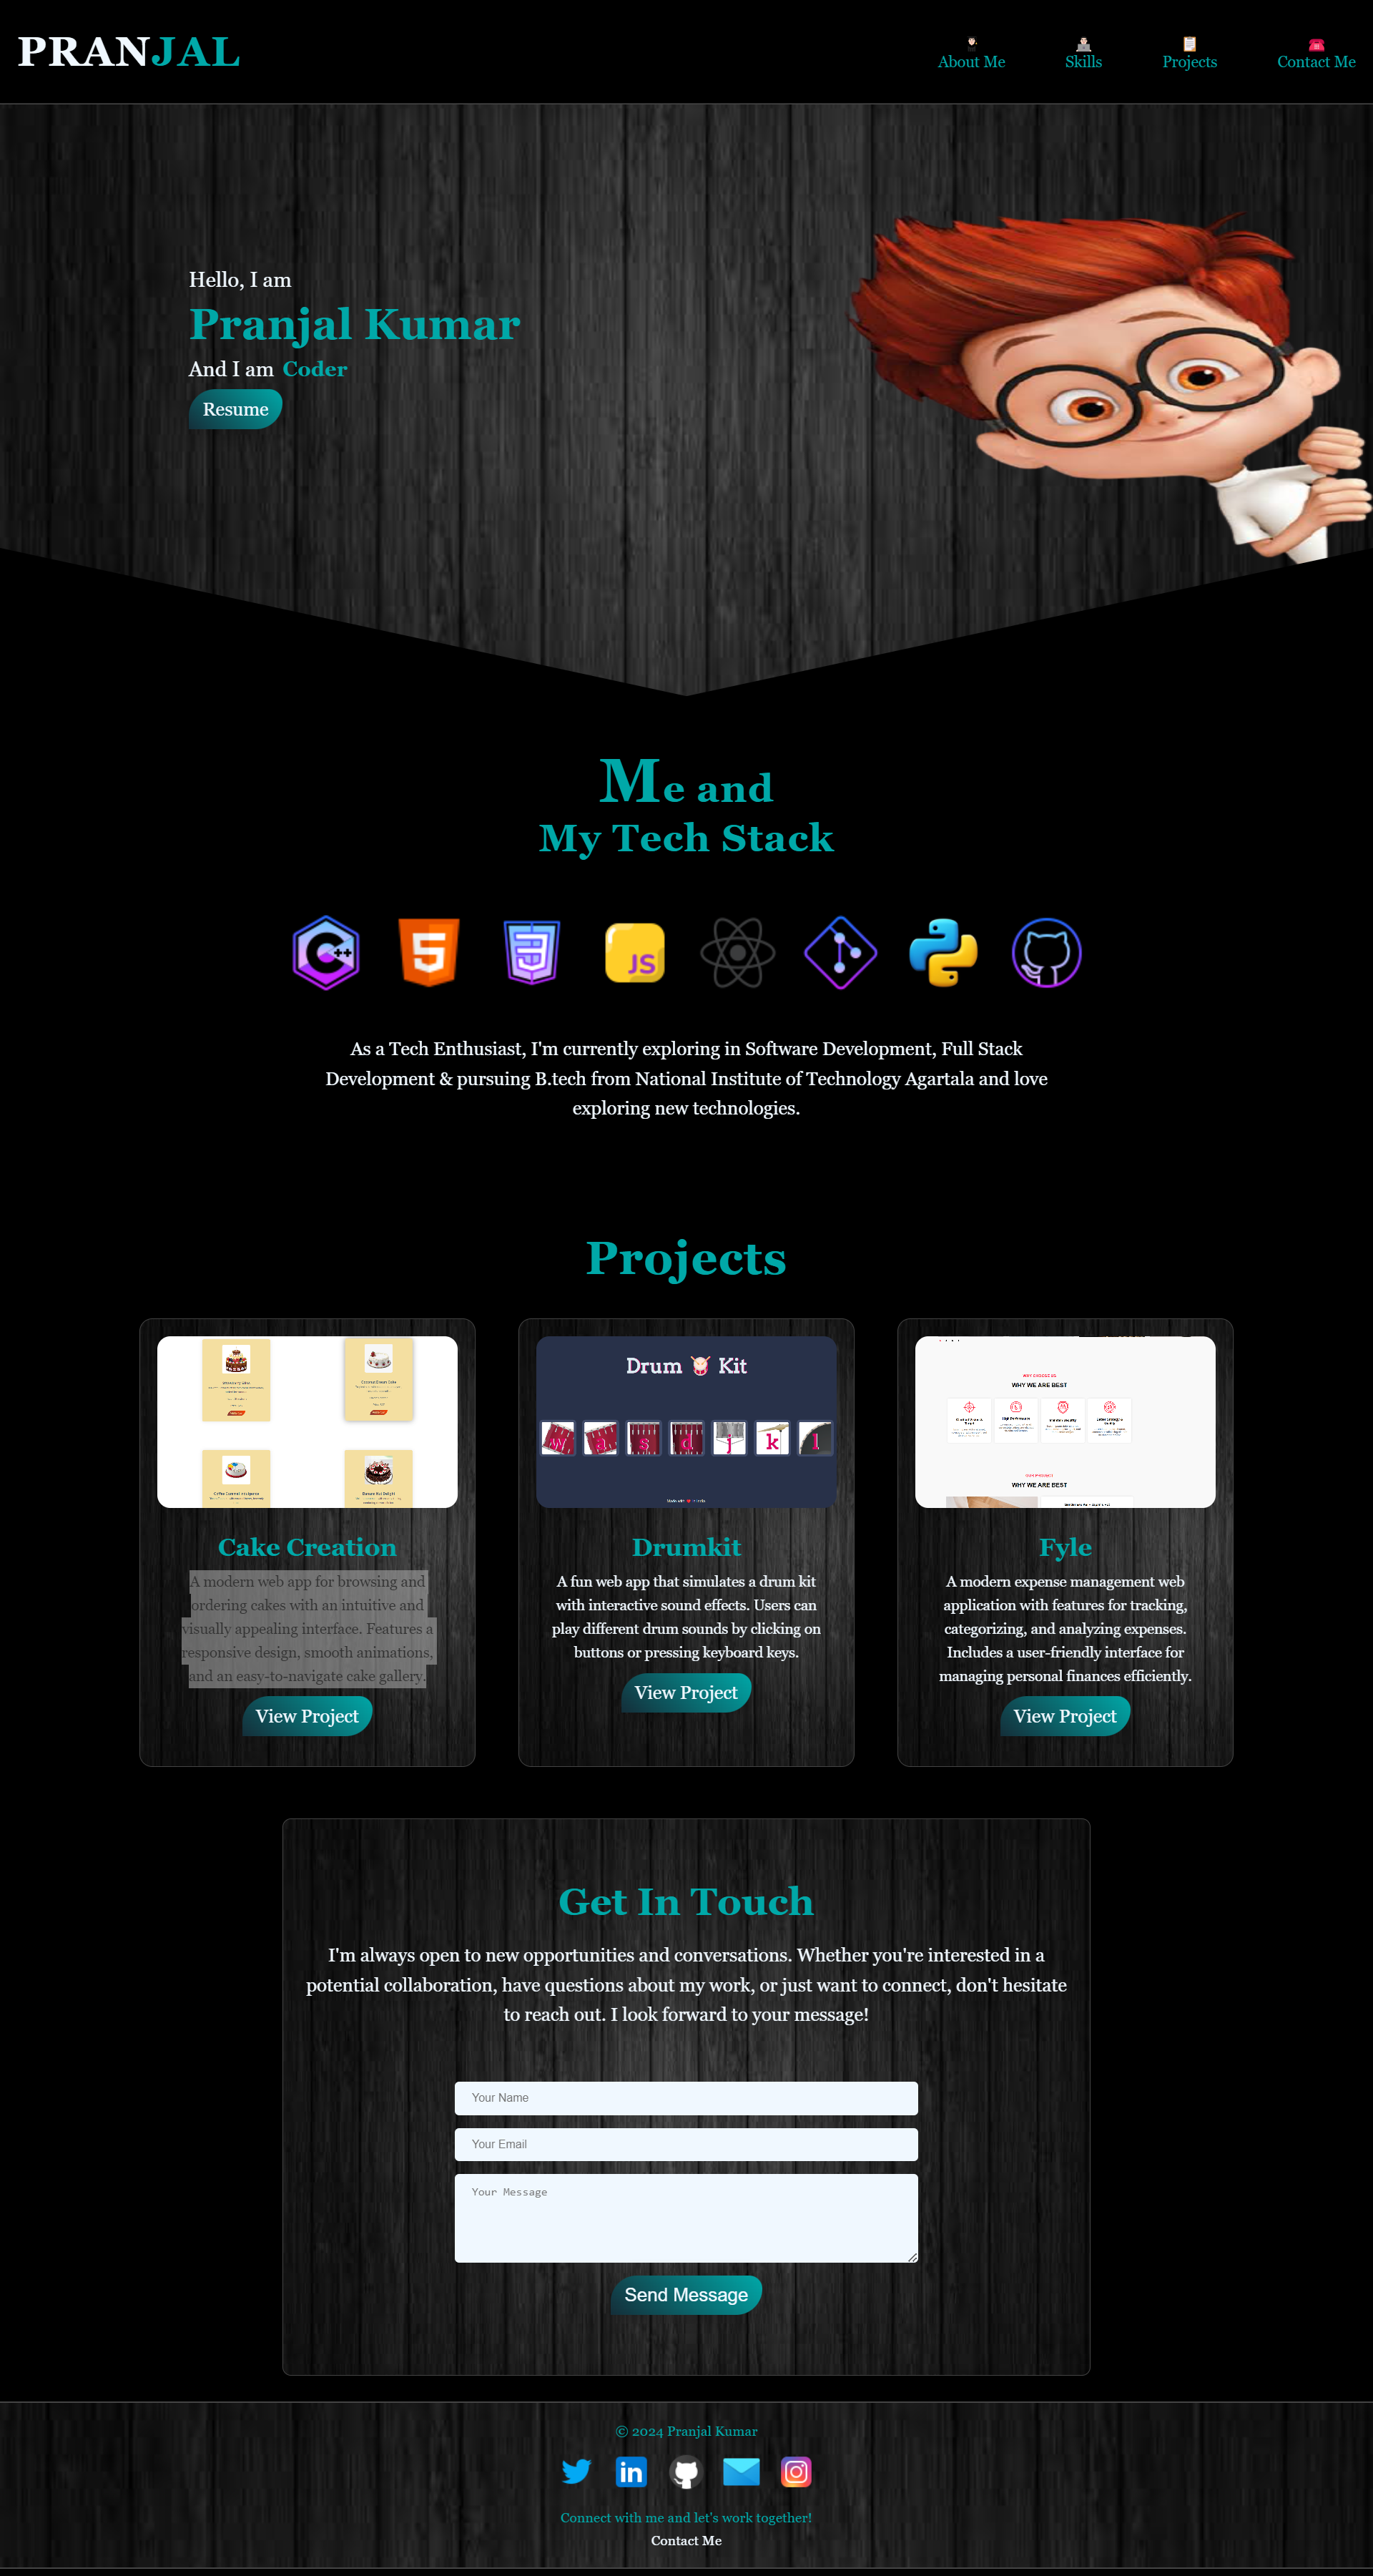 PRANJAL
About Me
Skills
Projects
Contact Me
Hello, I am
Pranjal Kumar
And I am Coder
Resume
Me and
My Tech Stack
C++
5
3
JS
As a Tech Enthusiast, I'm currently exploring in Software Development, Full Stack
Development & pursuing B.tech from National Institute of Technology Agartala and love
exploring new technologies.
Projects
Drum Kit
w a s d j k l
WHY CHOOSE US
WHY WE ARE BEST
OUR PROJECT
WHY WE ARE BEST
Cake Creation
A modern web app for browsing and
ordering cakes with an intuitive and
visually appealing interface. Features a
responsive design, smooth animations,
and an easy-to-navigate cake gallery.
View Project
Drumkit
A fun web app that simulates a drum kit
with interactive sound effects. Users can
play different drum sounds by clicking on
buttons or pressing keyboard keys.
View Project
Fyle
A modern expense management web
application with features for tracking,
categorizing, and analyzing expenses.
Includes a user-friendly interface for
managing personal finances efficiently.
View Project
Get In Touch
I'm always open to new opportunities and conversations. Whether you're interested in a
potential collaboration, have questions about my work, or just want to connect, don't hesitate
to reach out. I look forward to your message!
Your Name
Your Email
Your Message
Send Message
© 2024 Pranjal Kumar
in
Connect with me and let's work together!
Contact Me